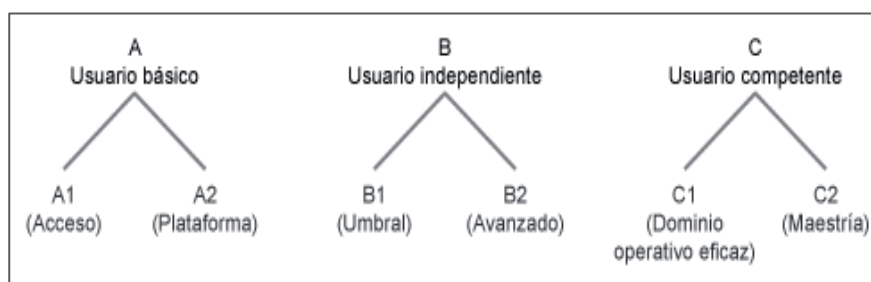 A
Usuario básico
B
Usuario independiente
C
Usuario competente
A1
(Acceso)
A2
(Plataforma)
B1
(Umbral)
B2
(Avanzado)
C1
(Dominio
operativo eficaz)
C2
(Maestría)